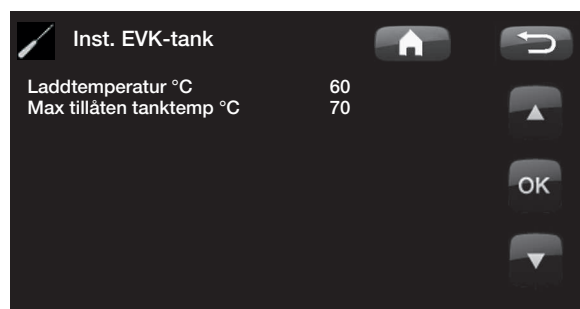 Inst. EVK-tank
Laddtemperatur °C 60
Max tillåten tanktemp °C 70
OK